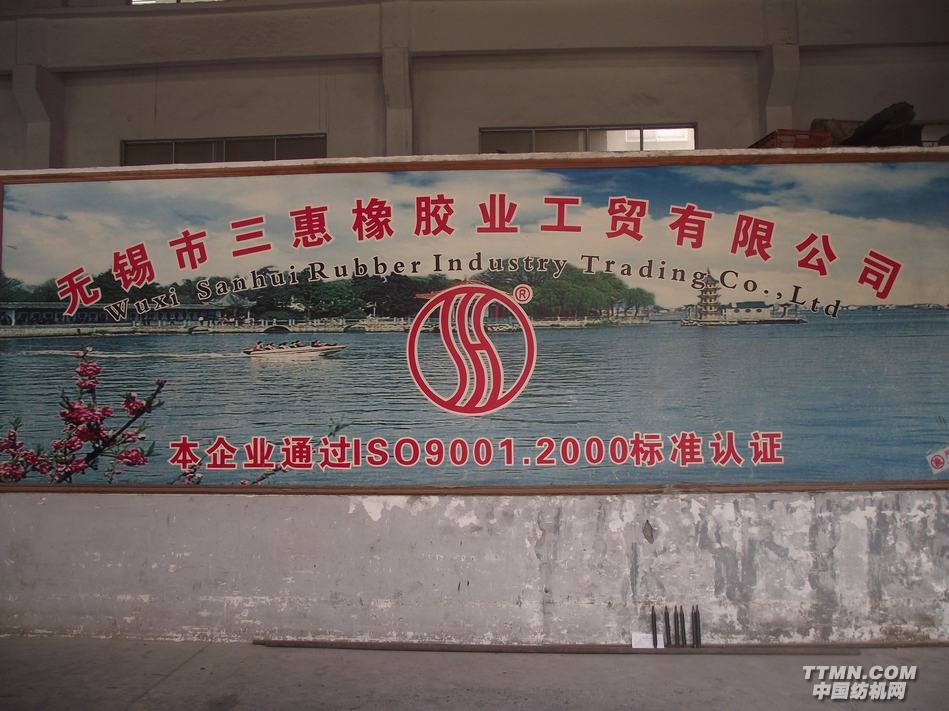 无锡市三惠橡胶业工贸有限公司
Wuxi Sanhui Rubber Industry Trading Co.,Ltd
®
本企业通过ISO9001.2000标准认证
TTMN.COM
中国纺机网